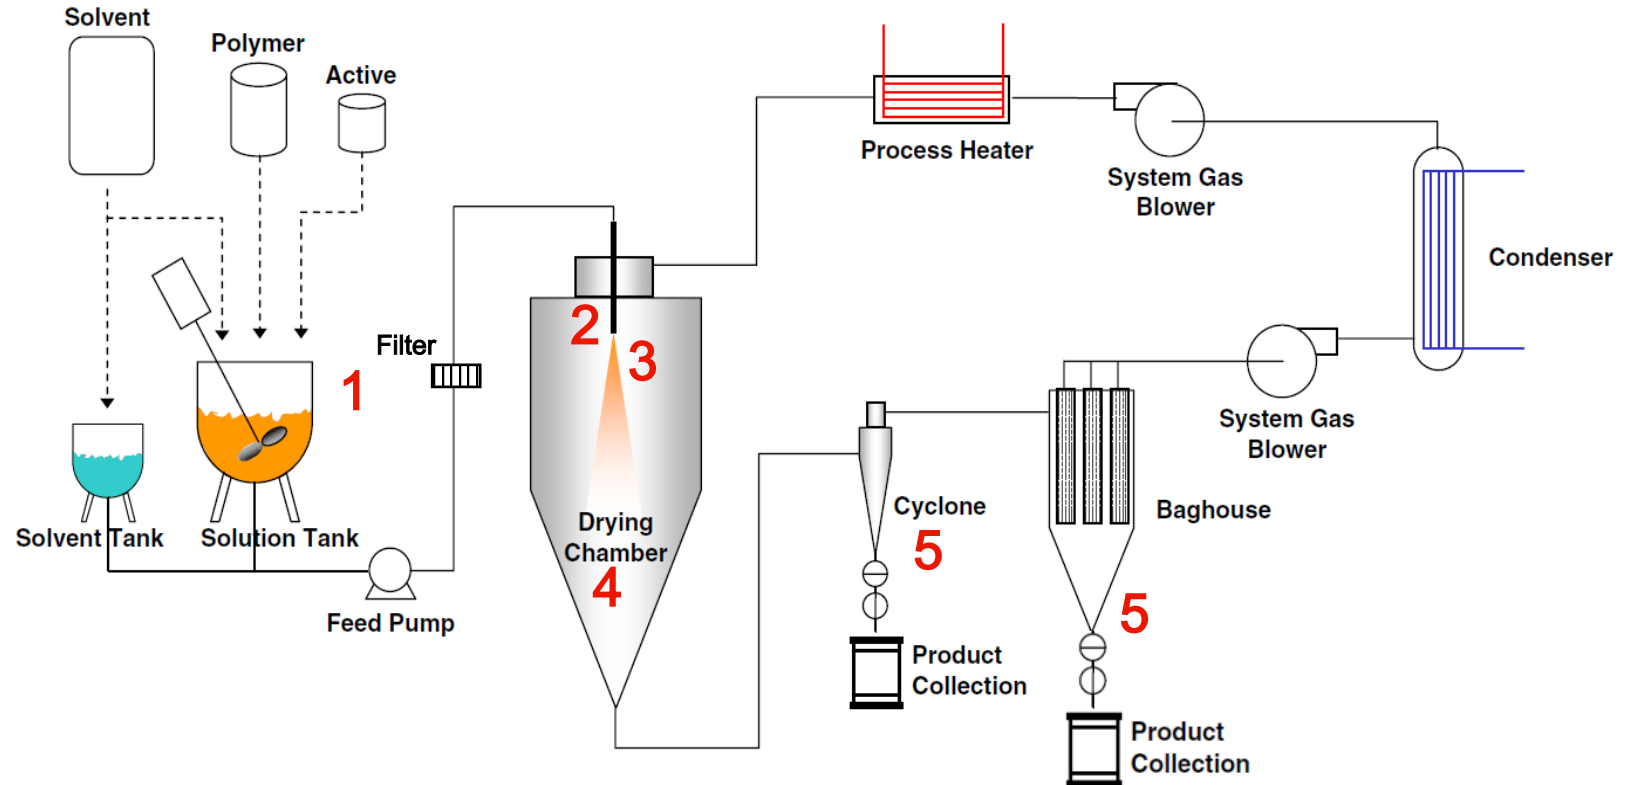 Solvent
Polymer
Active
1
Solvent Tank
Solution Tank
Feed Pump
Filter
2
3
Drying
Chamber
4
Process Heater
System Gas
Blower
Condenser
System Gas
Blower
Cyclone
5
Product
Collection
Baghouse
5
Product
Collection